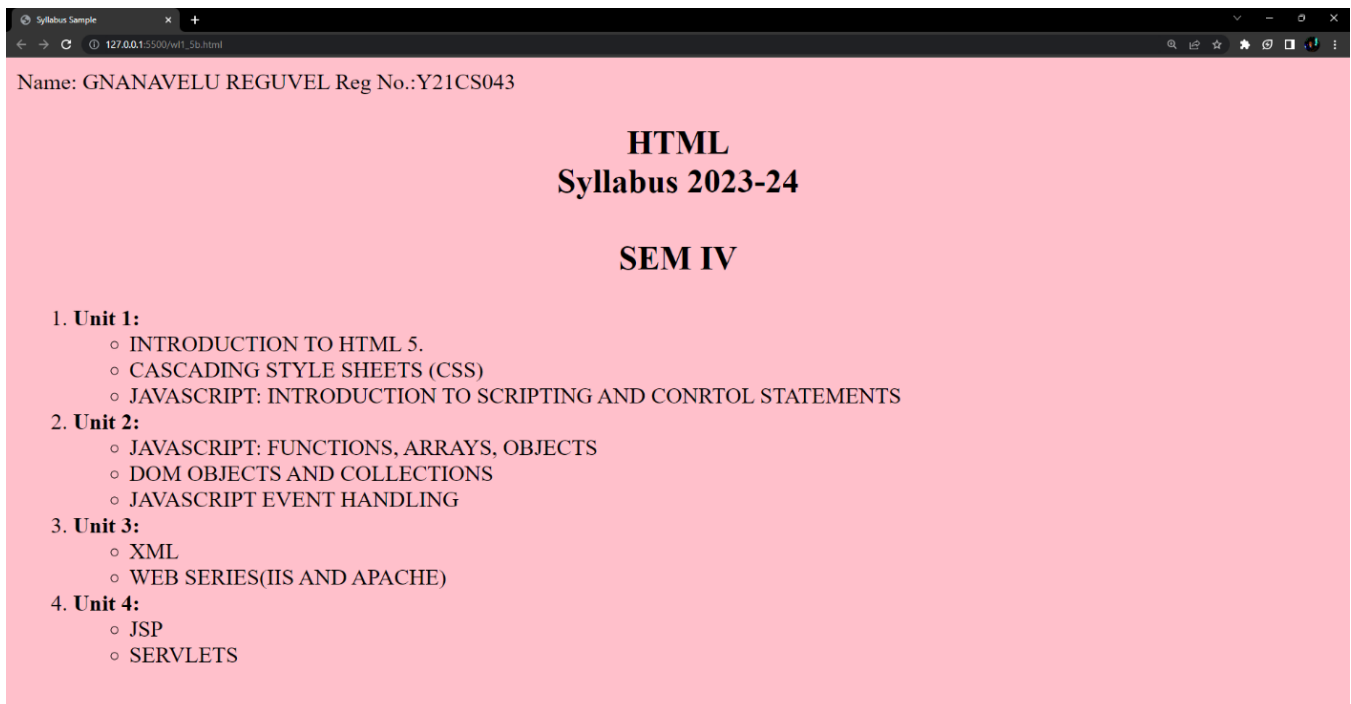 Syllabus Sample
127.0.0.1:5500/wl1_5b.html
Name: GNANAVELU REGUVEL Reg No.:Y21CS043
HTML
Syllabus 2023-24
SEM IV
1. Unit 1:
○ INTRODUCTION TO HTML 5.
○ CASCADING STYLE SHEETS (CSS)
○ JAVASCRIPT: INTRODUCTION TO SCRIPTING AND CONRTOL STATEMENTS
2. Unit 2:
○ JAVASCRIPT: FUNCTIONS, ARRAYS, OBJECTS
○ DOM OBJECTS AND COLLECTIONS
○ JAVASCRIPT EVENT HANDLING
3. Unit 3:
○ XML
○ WEB SERIES(IIS AND APACHE)
4. Unit 4:
○ JSP
○ SERVLETS